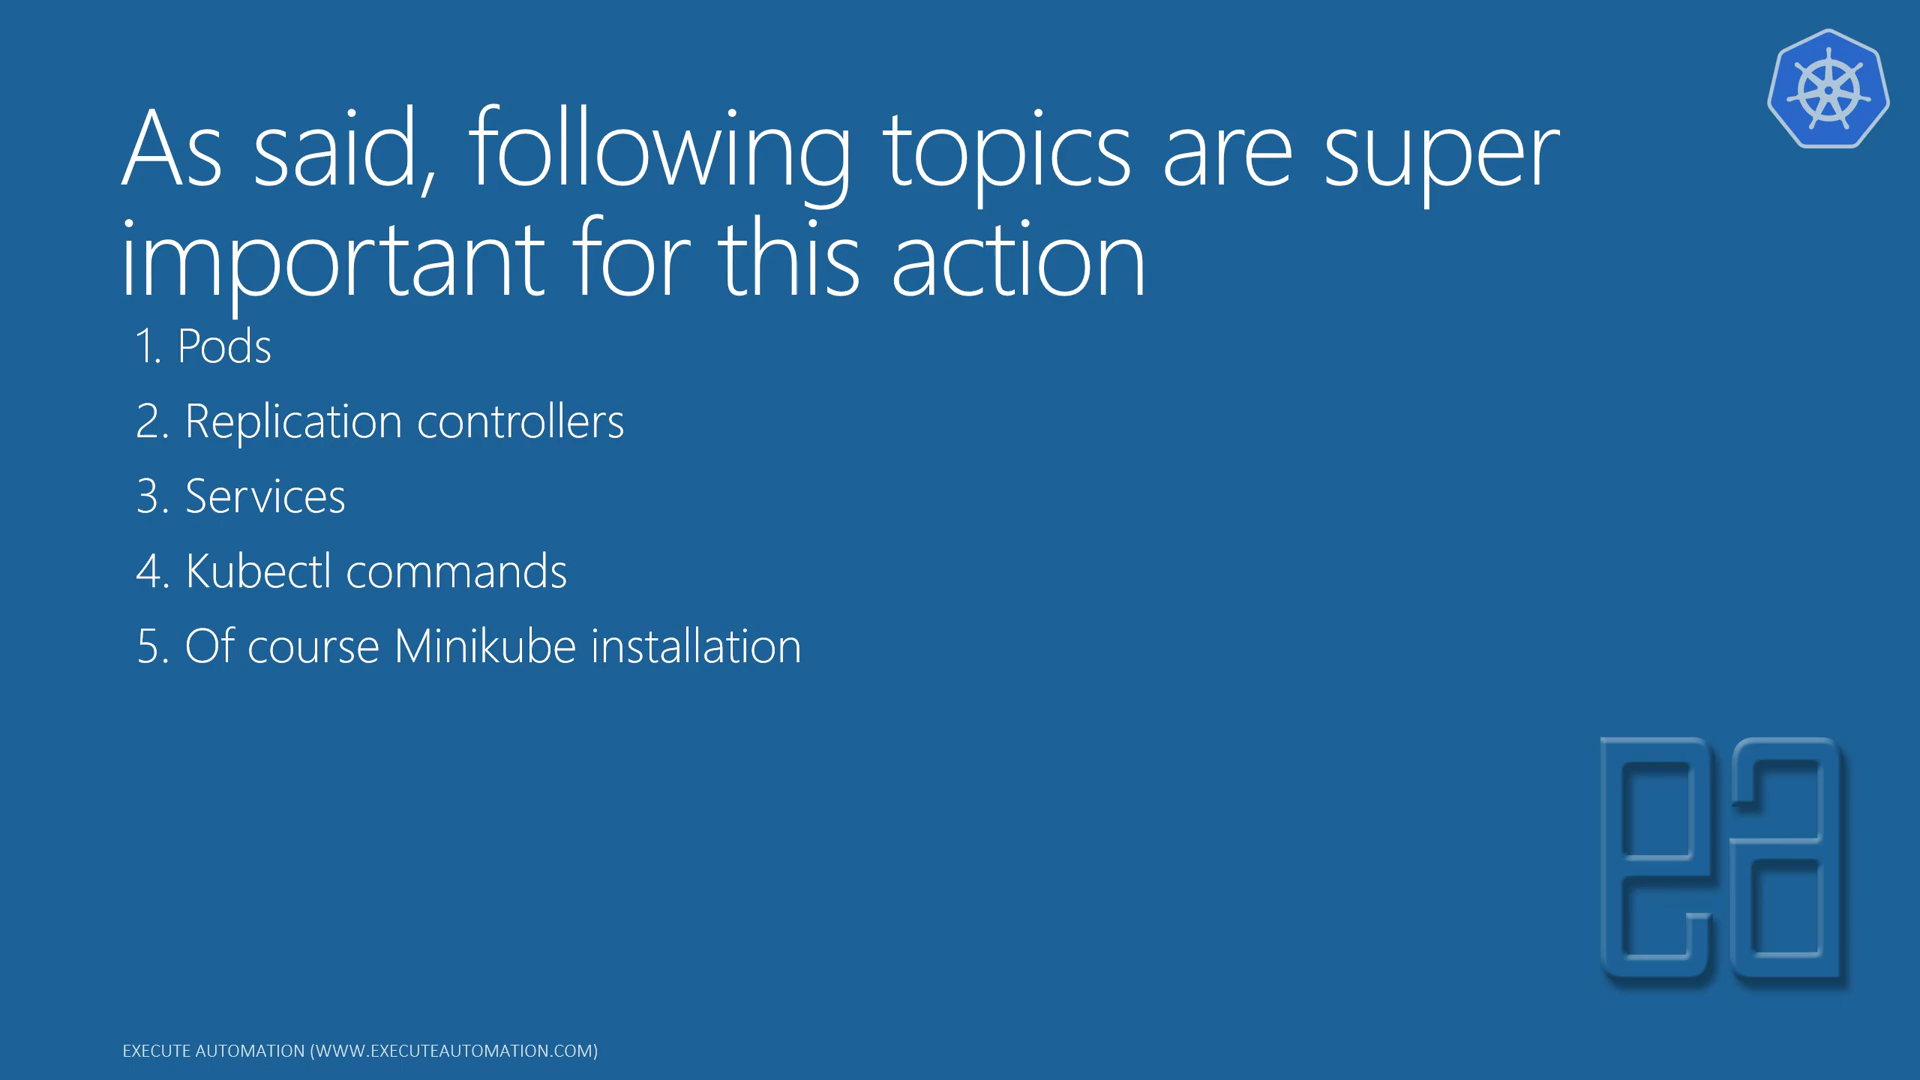 As said, following topics are super
important for this action
1. Pods
2. Replication controllers
3. Services
4. Kubectl commands
5. Of course Minikube installation
ea
EXECUTE AUTOMATION (WWW.EXECUTEAUTOMATION.COM)